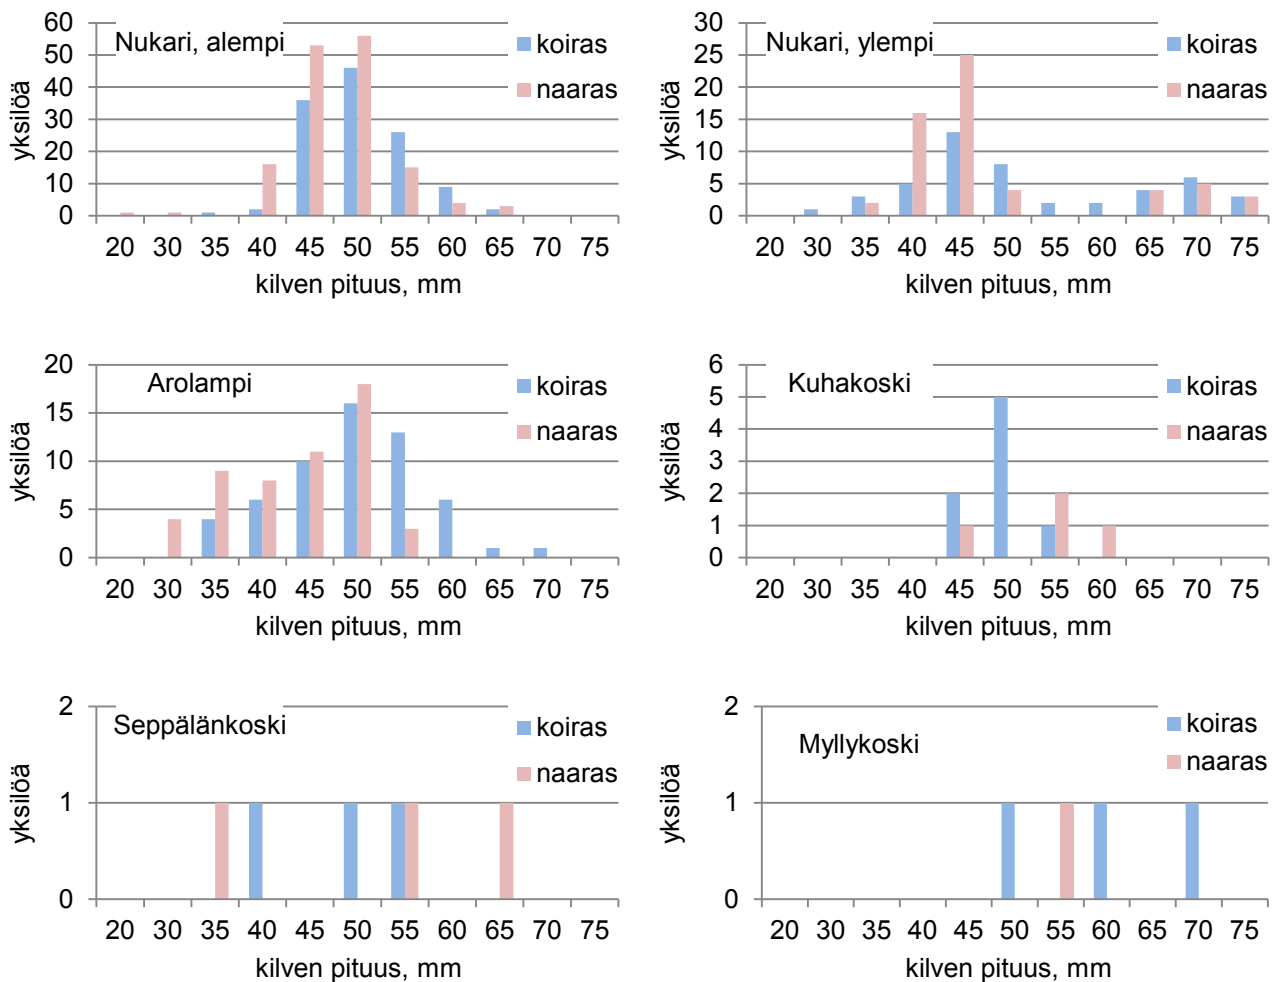 Nukari, alempi
koiras
naaras
yksilöä
60
50
40
30
20
10
0
20 30 35 40 45 50 55 60 65 70 75
kilven pituus, mm
Nukari, ylempi
koiras
naaras
yksilöä
30
25
20
15
10
5
0
20 30 35 40 45 50 55 60 65 70 75
kilven pituus, mm
Arolampi
koiras
naaras
yksilöä
20
15
10
5
0
20 30 35 40 45 50 55 60 65 70 75
kilven pituus, mm
Kuhakoski
koiras
naaras
yksilöä
6
5
4
3
2
1
0
20 30 35 40 45 50 55 60 65 70 75
kilven pituus, mm
Seppälänkoski
koiras
naaras
yksilöä
2
1
0
20 30 35 40 45 50 55 60 65 70 75
kilven pituus, mm
Myllykoski
koiras
naaras
yksilöä
2
1
0
20 30 35 40 45 50 55 60 65 70 75
kilven pituus, mm